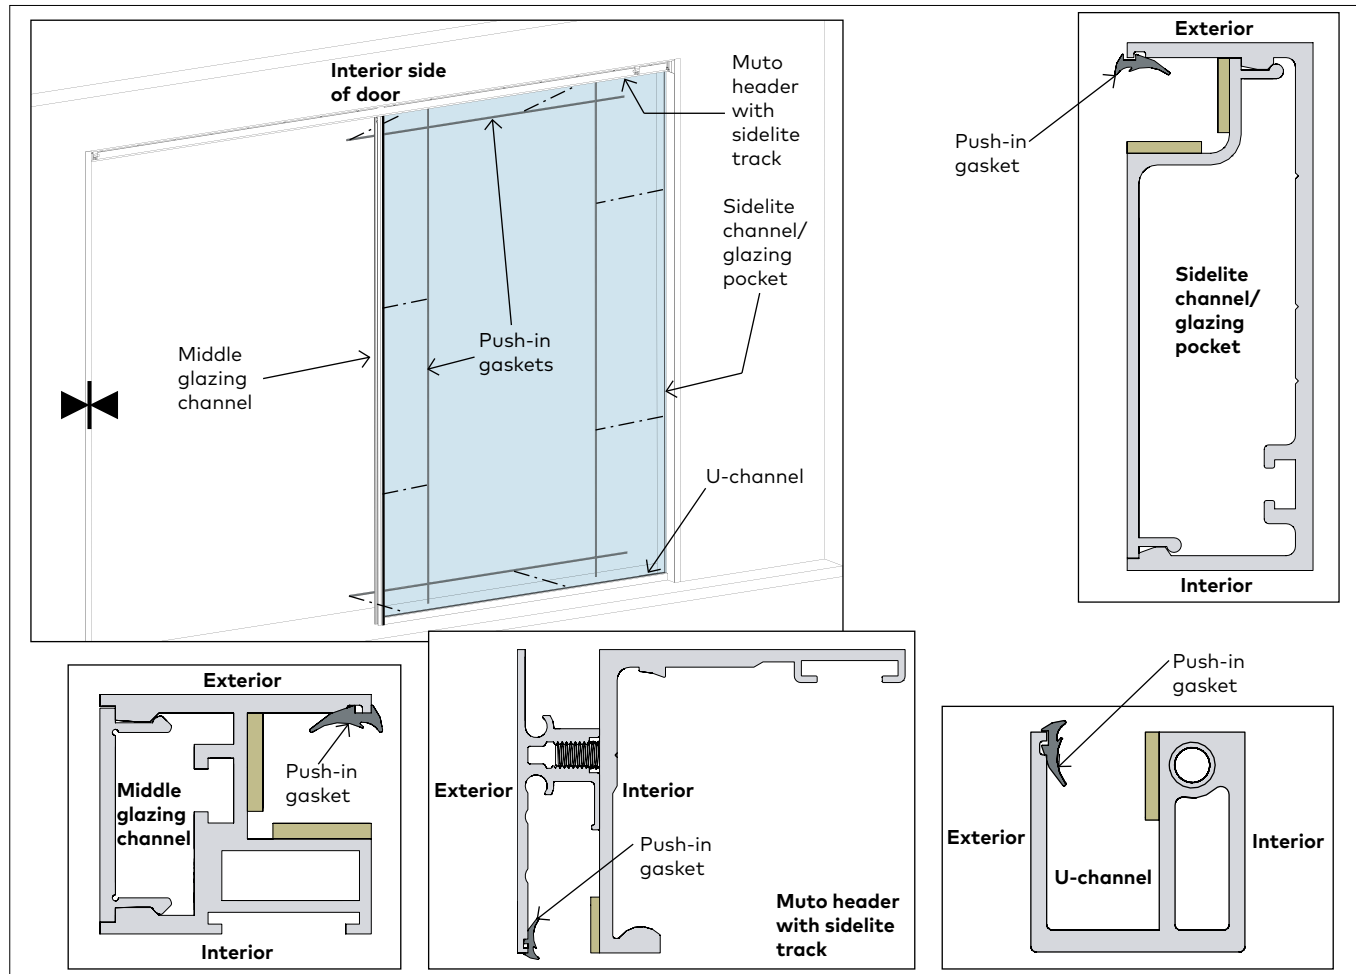 Interior side
of door
Muto
header
with
sidelite
track
Sidelite
channel/
glazing
pocket
Push-in
gaskets
Middle
glazing
channel
U-channel
Exterior
Push-in
gasket
Sidelite
channel/
glazing
pocket
Interior
Exterior
Push-in
gasket
Middle
glazing
channel
Interior
Exterior
Interior
Push-in
gasket
Muto header
with sidelite
track
Push-in
gasket
Exterior
Interior
U-channel